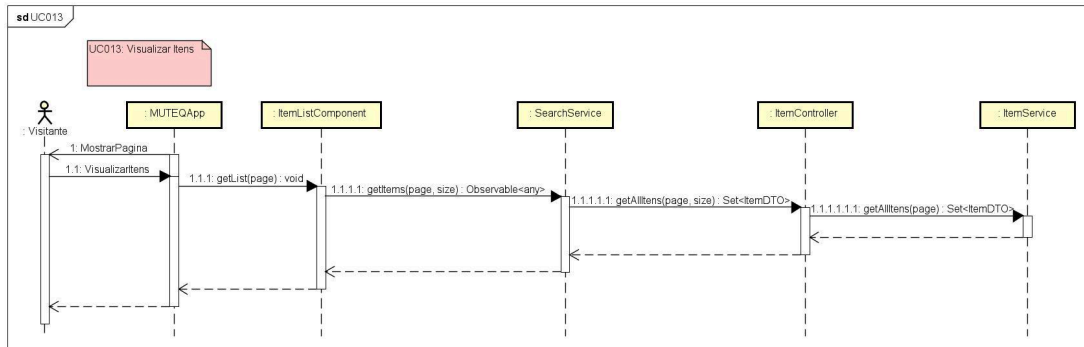 sd UC013
UC013: Visualizar Itens
: Visitante
: MUTEQApp
: ItemListComponent
: SearchService
: ItemController
: ItemService
1: MostrarPagina
1.1: VisualizarItens
1.1.1: getList(page) : void
1.1.1.1: getItems(page, size) : Observable<any>
1.1.1.1.1: getAllItens(page, size) : Set<ItemDTO>
1.1.1.1.1.1: getAllItens(page) : Set<ItemDTO>